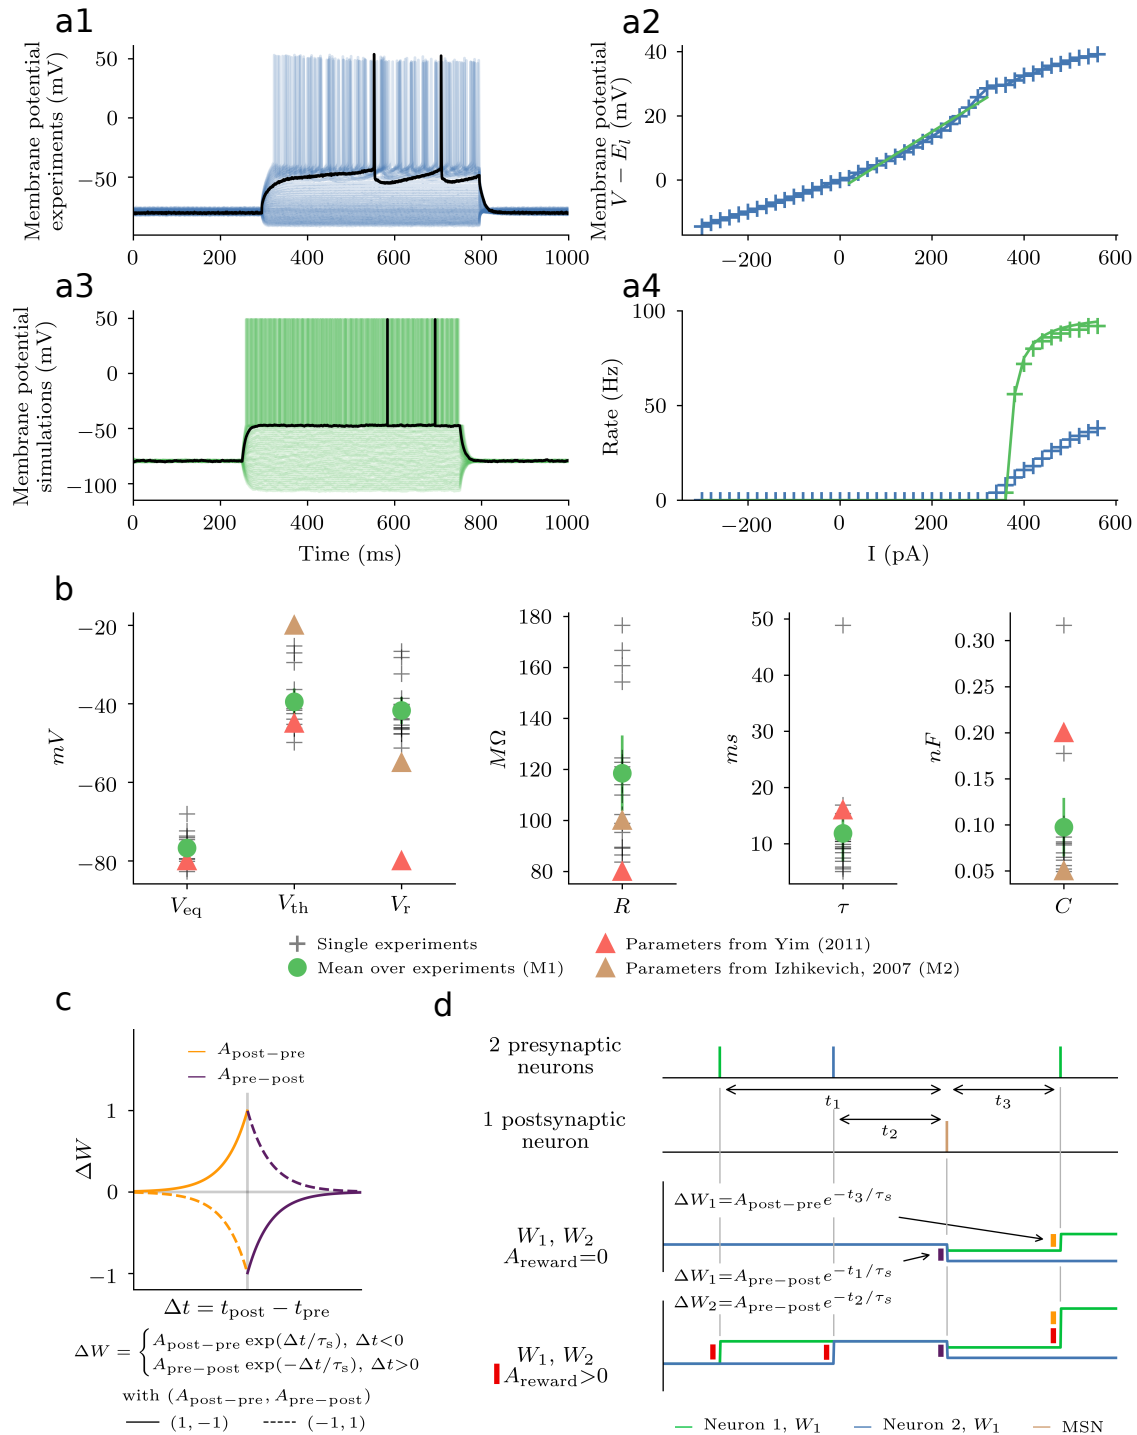 a1
Membrane potential
experiments (mV)
50
0
−50
0
200
400
600
800
1000
a2
Membrane potential
V − E_l (mV)
40
20
0
−200
0
200
400
600
a3
Membrane potential
simulations (mV)
50
0
−50
−100
0
200
400
600
800
1000
Time (ms)
a4
Rate (Hz)
100
50
0
−200
0
200
400
600
I (pA)
b
mV
−20
−40
−60
−80
V_eq
V_th
V_r
MΩ
180
160
140
120
100
80
R
ms
50
40
30
20
10
τ
nF
0.30
0.25
0.20
0.15
0.10
0.05
C
Single experiments
Mean over experiments (M1)
Parameters from Yim (2011)
Parameters from Izhikevich, 2007 (M2)
c
A_post−pre
A_pre−post
ΔW
1
0
−1
Δt = t_post − t_pre
ΔW = { A_post−pre exp(Δt/τ_s), Δt<0
A_pre−post exp(−Δt/τ_s), Δt>0
with (A_post−pre, A_pre−post)
(1, −1) (−1, 1)
d
2 presynaptic
neurons
t_1
t_3
1 postsynaptic
neuron
t_2
ΔW_1=A_post−pre e^−t_3/τ_s
W_1, W_2
A_reward=0
ΔW_1=A_pre−post e^−t_1/τ_s
ΔW_2=A_pre−post e^−t_2/τ_s
W_1, W_2
A_reward>0
Neuron 1, W_1
Neuron 2, W_1
MSN